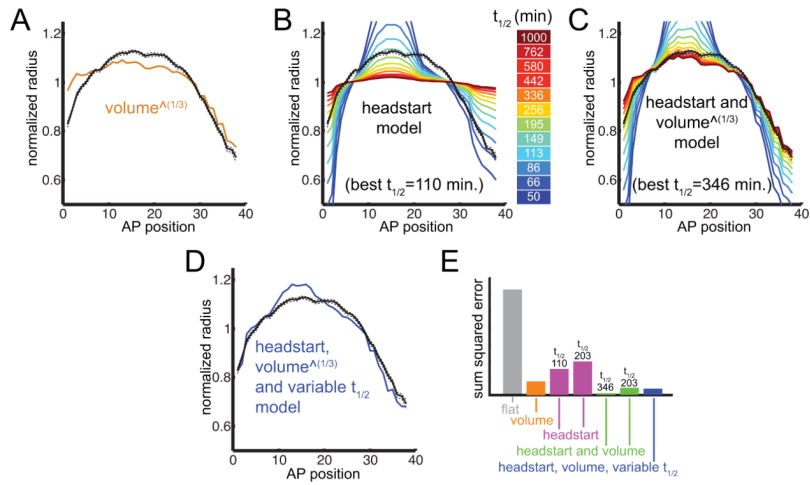 A
normalized radius
1.2
1
0.8
0.6
volume^(1/3)
0
10
20
30
40
AP position
B
normalized radius
1.2
1
0.8
0.6
headstart
model
(best t1/2=110 min.)
0
10
20
30
40
AP position
t1/2 (min)
1000
762
580
442
336
256
195
149
113
86
66
50
C
normalized radius
1.2
1
0.8
0.6
headstart and
volume^(1/3)
model
(best t1/2=346 min.)
0
10
20
30
40
AP position
D
normalized radius
1.2
1
0.8
0.6
headstart,
volume^(1/3)
and variable t1/2
model
0
10
20
30
40
AP position
E
sum squared error
t1/2
110
t1/2
203
t1/2
346
t1/2
203
flat
volume
headstart
headstart and volume
headstart, volume, variable t1/2